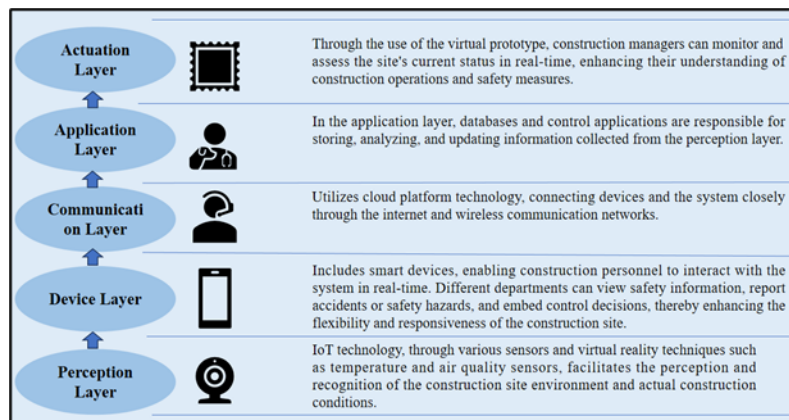 Actuation
Layer
Through the use of the virtual prototype, construction managers can monitor and
assess the site's current status in real-time, enhancing their understanding of
construction operations and safety measures.
Application
Layer
In the application layer, databases and control applications are responsible for
storing, analyzing, and updating information collected from the perception layer.
Communicati
on Layer
Utilizes cloud platform technology, connecting devices and the system closely
through the internet and wireless communication networks.
Device Layer
Includes smart devices, enabling construction personnel to interact with the
system in real-time. Different departments can view safety information, report
accidents or safety hazards, and embed control decisions, thereby enhancing the
flexibility and responsiveness of the construction site.
Perception
Layer
IoT technology, through various sensors and virtual reality techniques such
as temperature and air quality sensors, facilitates the perception and
recognition of the construction site environment and actual construction
conditions.